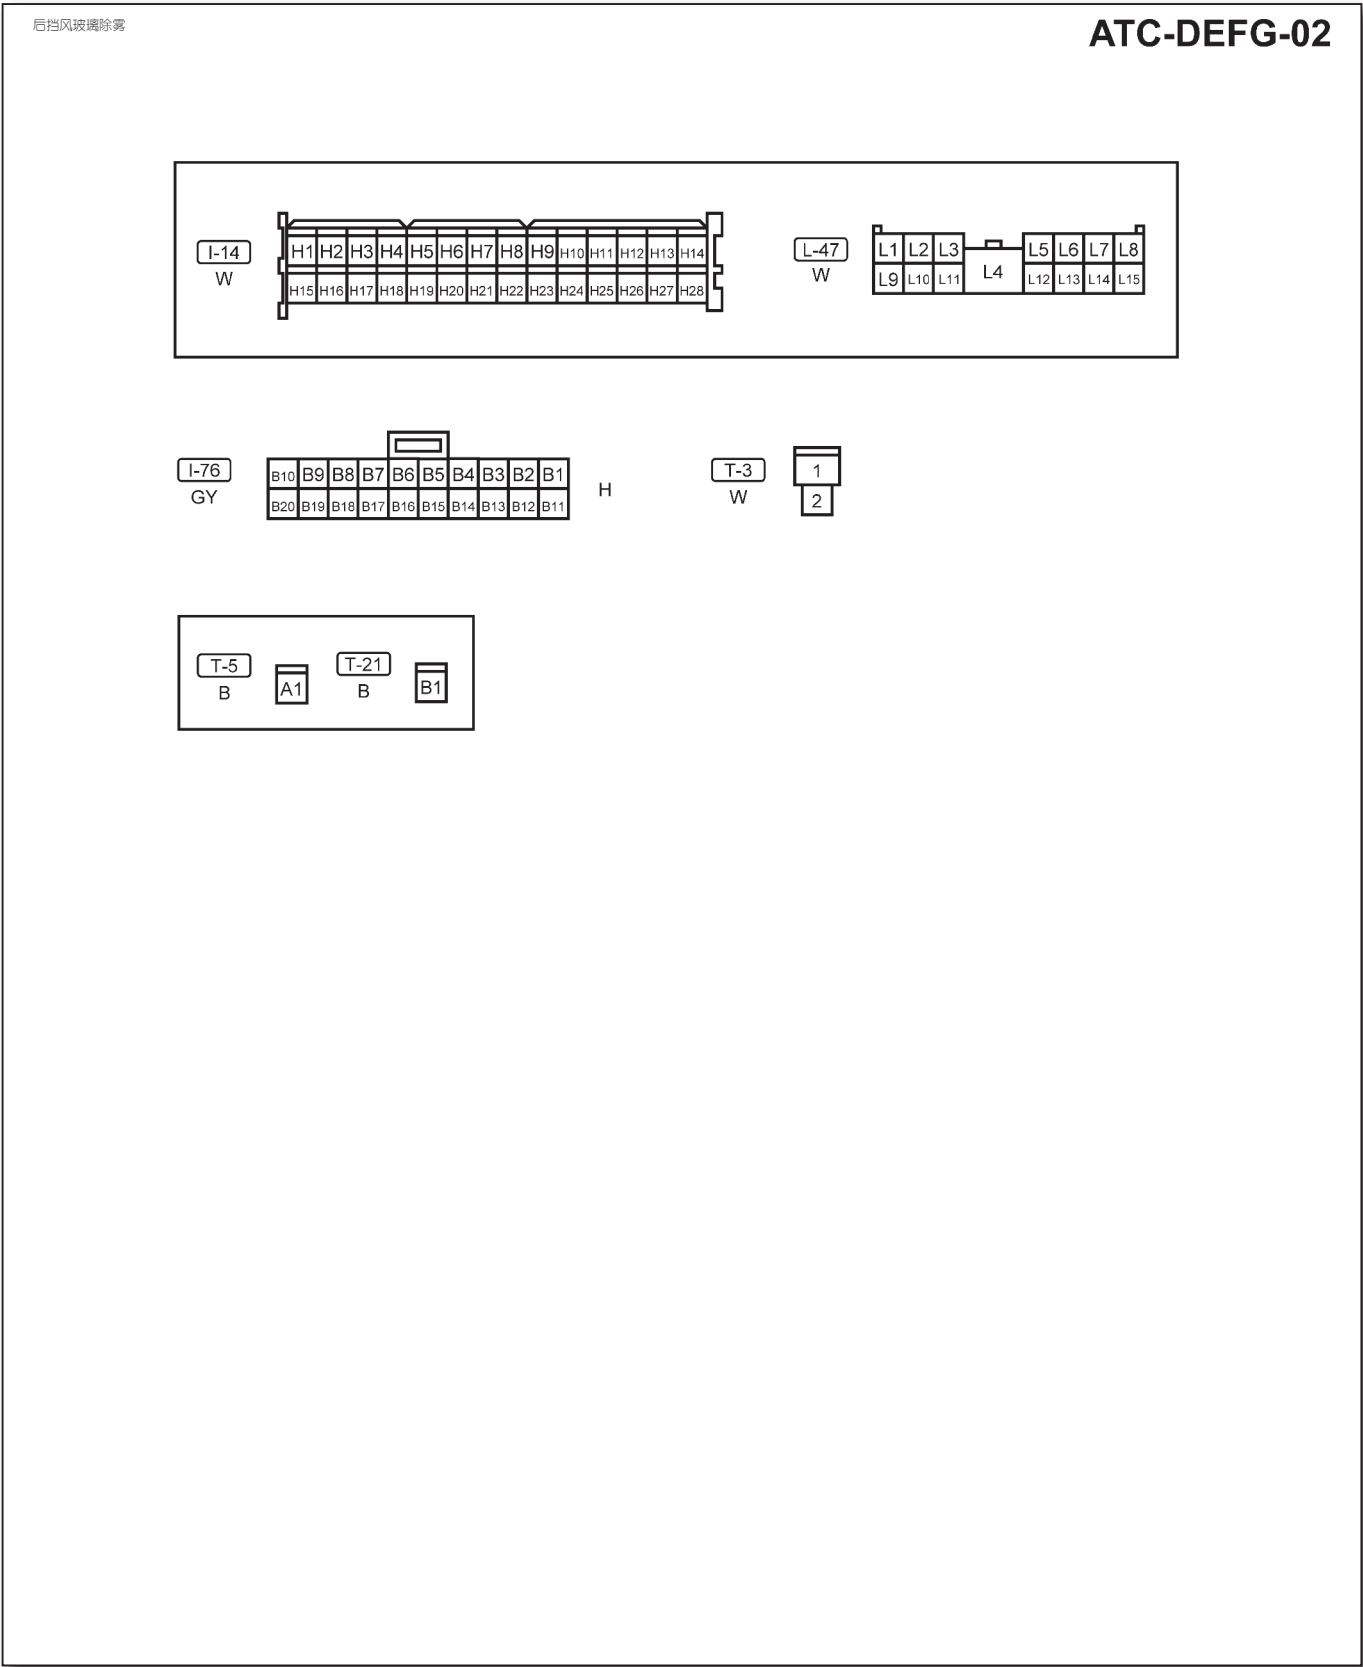 后挡风玻璃除雾
ATC-DEFG-02
I-14
W
H1 H2 H3 H4 H5 H6 H7 H8 H9 H10 H11 H12 H13 H14
H15 H16 H17 H18 H19 H20 H21 H22 H23 H24 H25 H26 H27 H28
L-47
W
L1 L2 L3 L4 L5 L6 L7 L8
L9 L10 L11 L12 L13 L14 L15
I-76
GY
B10 B9 B8 B7 B6 B5 B4 B3 B2 B1
B20 B19 B18 B17 B16 B15 B14 B13 B12 B11
H
T-3
W
1
2
T-5
B
A1
T-21
B
B1